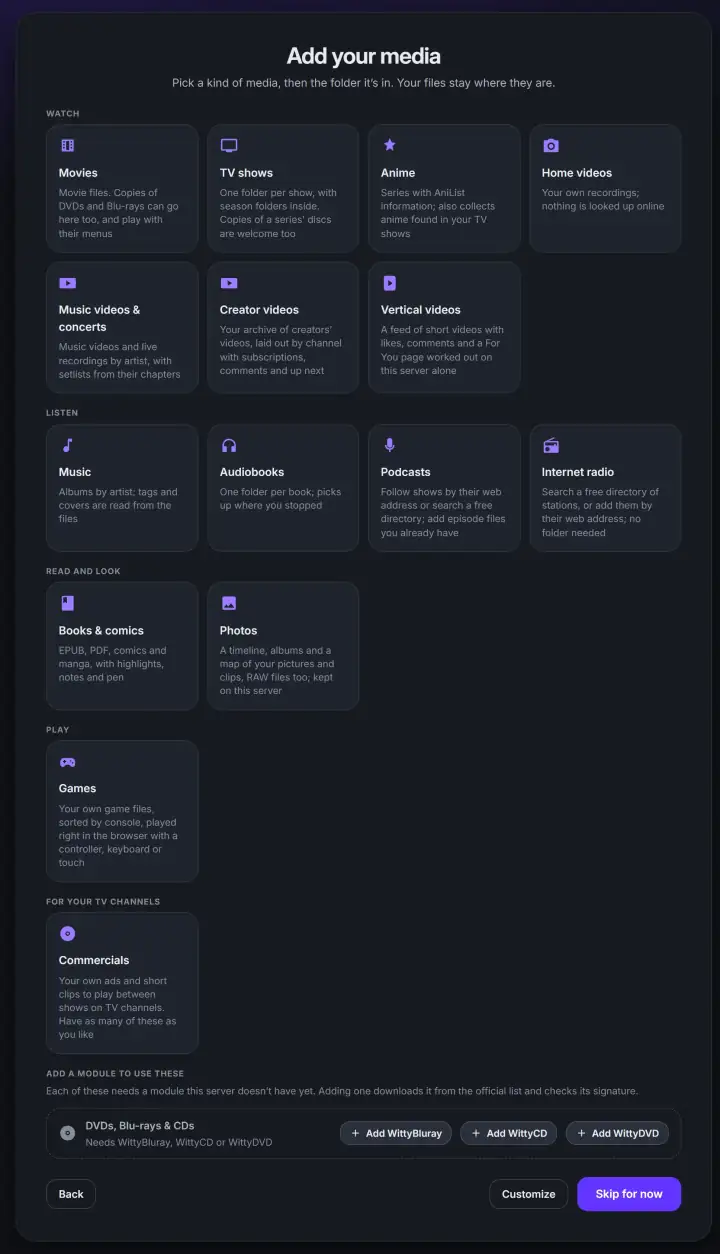 Add your media
Pick a kind of media, then the folder it's in. Your files stay where they are.
WATCH
Movies
Movie files. Copies of
DVDs and Blu-rays can go
here too, and play with
their menus
TV shows
One folder per show, with
season folders inside.
Copies of a series' discs
are welcome too
Anime
Series with AniList
information; also collects
anime found in your TV
shows
Home videos
Your own recordings;
nothing is looked up online
Music videos &
concerts
Music videos and live
recordings by artist, with
setlists from their chapters
Creator videos
Your archive of creators'
videos, laid out by channel
with subscriptions,
comments and up next
Vertical videos
A feed of short videos with
likes, comments and a For
You page worked out on
this server alone
LISTEN
Music
Albums by artist; tags and
covers are read from the
files
Audiobooks
One folder per book; picks
up where you stopped
Podcasts
Follow shows by their web
address or search a free
directory; add episode files
you already have
Internet radio
Search a free directory of
stations, or add them by
their web address; no
folder needed
READ AND LOOK
Books & comics
EPUB, PDF, comics and
manga, with highlights,
notes and pen
Photos
A timeline, albums and a
map of your pictures and
clips, RAW files too; kept
on this server
PLAY
Games
Your own game files,
sorted by console, played
right in the browser with a
controller, keyboard or
touch
FOR YOUR TV CHANNELS
Commercials
Your own ads and short
clips to play between
shows on TV channels.
Have as many of these as
you like
ADD A MODULE TO USE THESE
Each of these needs a module this server doesn't have yet. Adding one downloads it from the official list and checks its signature.
DVDs, Blu-rays & CDs
Needs WittyBluray, WittyCD or WittyDVD
+ Add WittyBluray
+ Add WittyCD
+ Add WittyDVD
Back
Customize
Skip for now